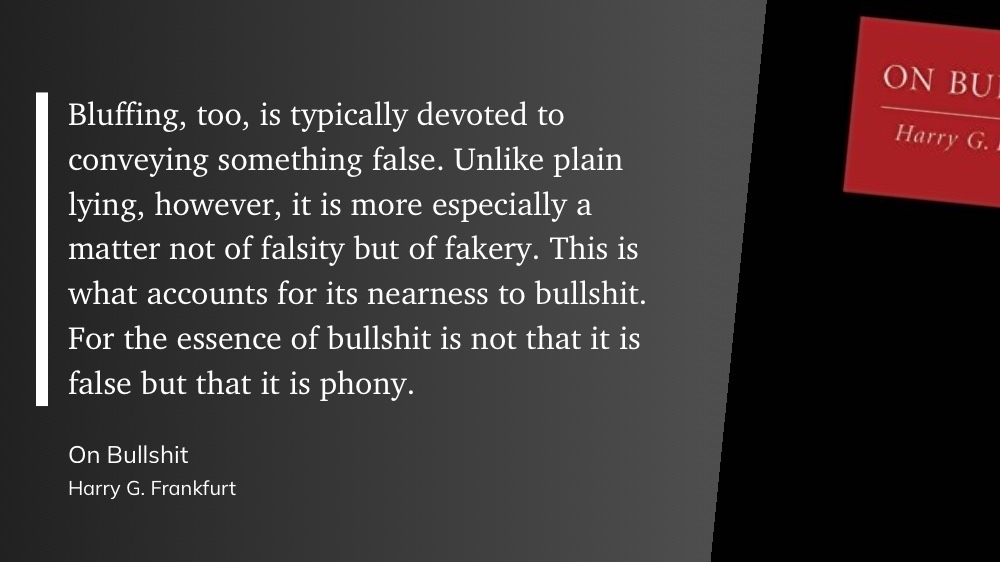 Bluffing, too, is typically devoted to
conveying something false. Unlike plain
lying, however, it is more especially a
matter not of falsity but of fakery. This is
what accounts for its nearness to bullshit.
For the essence of bullshit is not that it is
false but that it is phony.
On Bullshit
Harry G. Frankfurt
ON
Harry G.